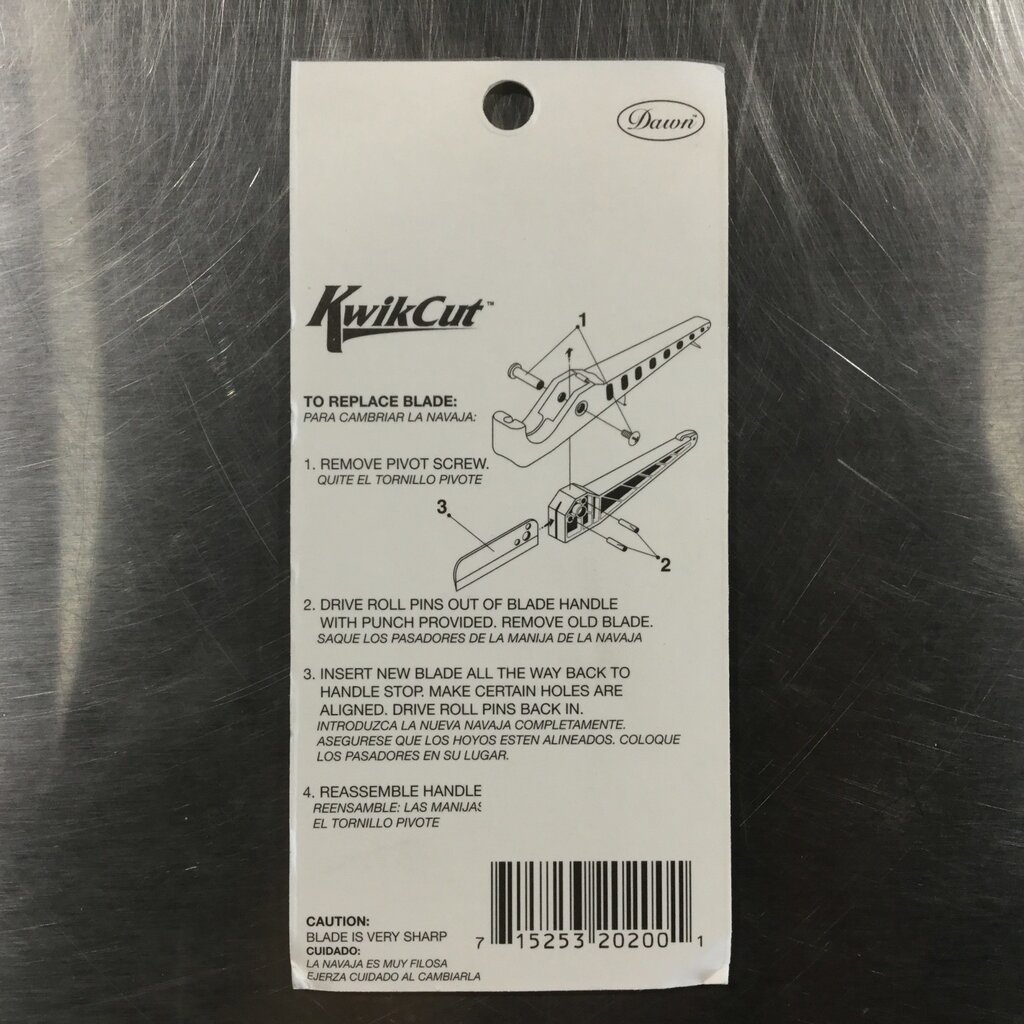 Dawn™
KwikCut™
TO REPLACE BLADE:
PARA CAMBRIAR LA NAVAJA:
1
1. REMOVE PIVOT SCREW.
QUITE EL TORNILLO PIVOTE
3
2
2. DRIVE ROLL PINS OUT OF BLADE HANDLE
WITH PUNCH PROVIDED. REMOVE OLD BLADE.
SAQUE LOS PASADORES DE LA MANIJA DE LA NAVAJA
3. INSERT NEW BLADE ALL THE WAY BACK TO
HANDLE STOP. MAKE CERTAIN HOLES ARE
ALIGNED. DRIVE ROLL PINS BACK IN.
INTRODUZCA LA NUEVA NAVAJA COMPLETAMENTE.
ASEGURESE QUE LOS HOYOS ESTEN ALINEADOS. COLOQUE
LOS PASADORES EN SU LUGAR.
4. REASSEMBLE HANDLE
REENSAMBLE: LAS MANIJAS
EL TORNILLO PIVOTE
CAUTION:
BLADE IS VERY SHARP
CUIDADO:
LA NAVAJA ES MUY FILOSA
EJERZA CUIDADO AL CAMBIARLA
7 15253 20200 1